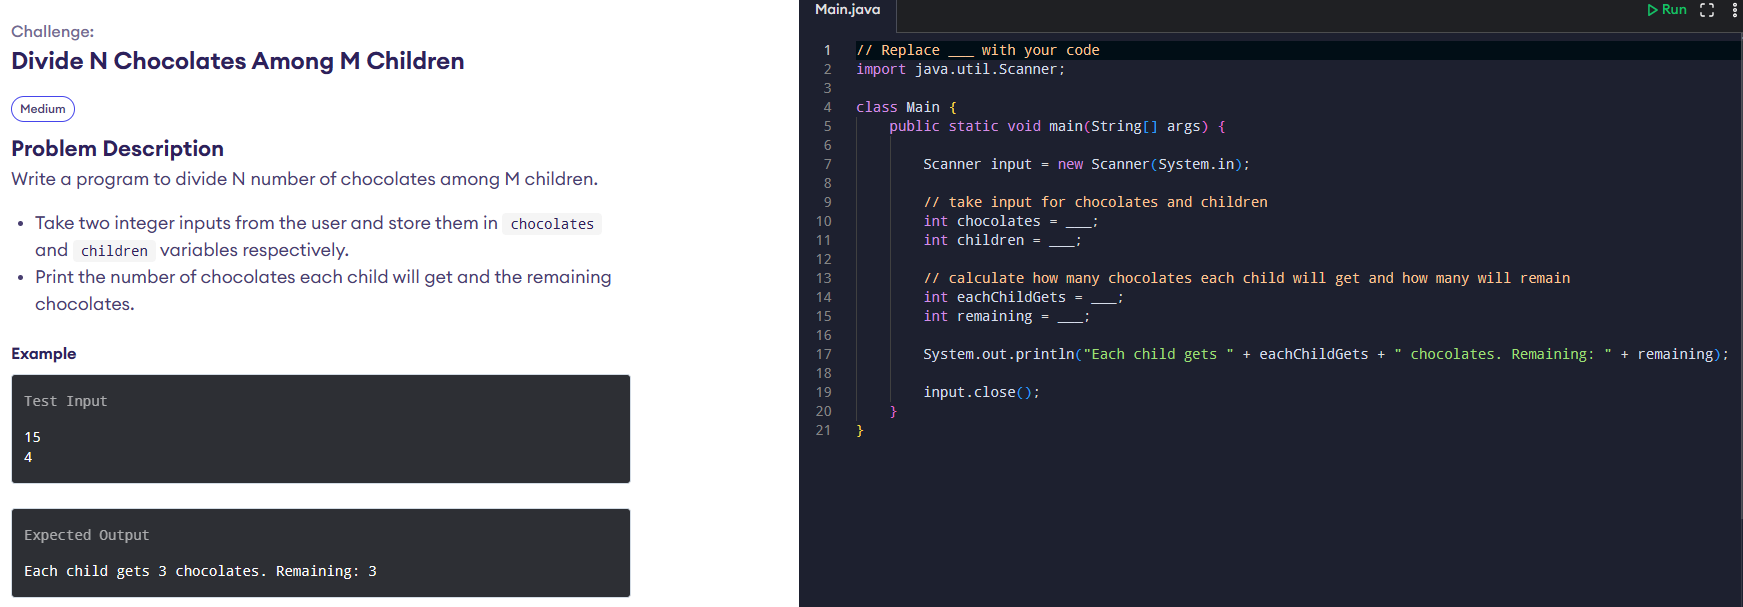 Challenge:
Divide N Chocolates Among M Children
Medium
Problem Description
Write a program to divide N number of chocolates among M children.
• Take two integer inputs from the user and store them in chocolates
and children variables respectively.
• Print the number of chocolates each child will get and the remaining
chocolates.
Example
Test Input
15
4
Expected Output
Each child gets 3 chocolates. Remaining: 3
Main.java
Run
1 // Replace ___ with your code
2 import java.util.Scanner;
3
4 class Main {
5     public static void main(String[] args) {
6
7         Scanner input = new Scanner(System.in);
8
9         // take input for chocolates and children
10         int chocolates = ___;
11         int children = ___;
12
13         // calculate how many chocolates each child will get and how many will remain
14         int eachChildGets = ___;
15         int remaining = ___;
16
17         System.out.println("Each child gets " + eachChildGets + " chocolates. Remaining: " + remaining);
18
19         input.close();
20     }
21 }